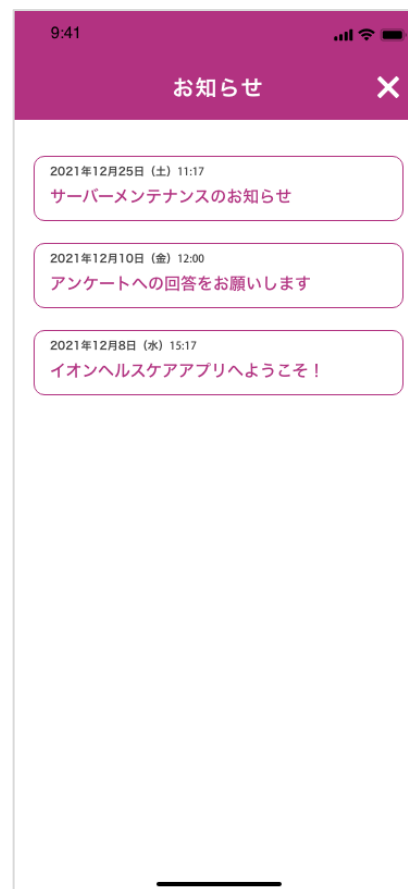 9:41
お知らせ
2021年12月25日（土）11:17
サーバーメンテナンスのお知らせ
2021年12月10日（金）12:00
アンケートへの回答をお願いします
2021年12月8日（水）15:17
イオンヘルスケアアプリへようこそ！